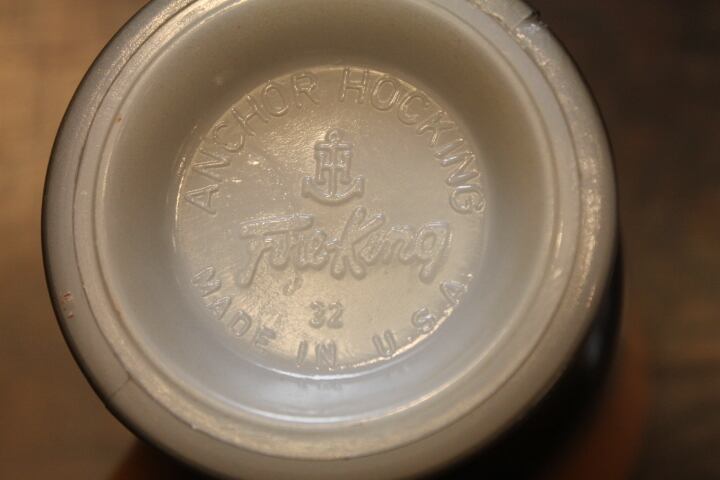 ANCHOR HOCKING
H
Fire-King
32
MADE IN U.S.A.